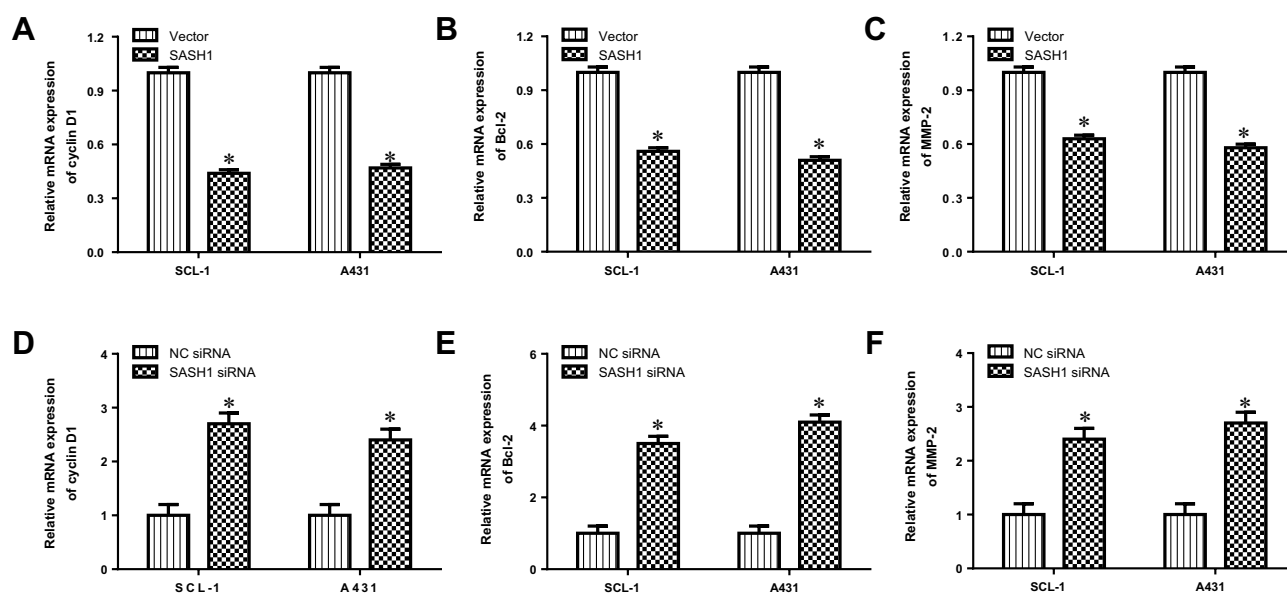 A
Relative mRNA expression
of cyclin D1
1.2
0.9
0.6
0.3
0.0
Vector
SASH1
*
*
SCL-1
A431
B
Relative mRNA expression
of Bcl-2
1.2
0.9
0.6
0.3
0.0
Vector
SASH1
*
*
SCL-1
A431
C
Relative mRNA expression
of MMP-2
1.2
0.9
0.6
0.3
0.0
Vector
SASH1
*
*
SCL-1
A431
D
Relative mRNA expression
of cyclin D1
4
3
2
1
0
NC siRNA
SASH1 siRNA
*
*
SCL-1
A431
E
Relative mRNA expression
of Bcl-2
6
4
2
0
NC siRNA
SASH1 siRNA
*
*
SCL-1
A431
F
Relative mRNA expression
of MMP-2
4
3
2
1
0
NC siRNA
SASH1 siRNA
*
*
SCL-1
A431